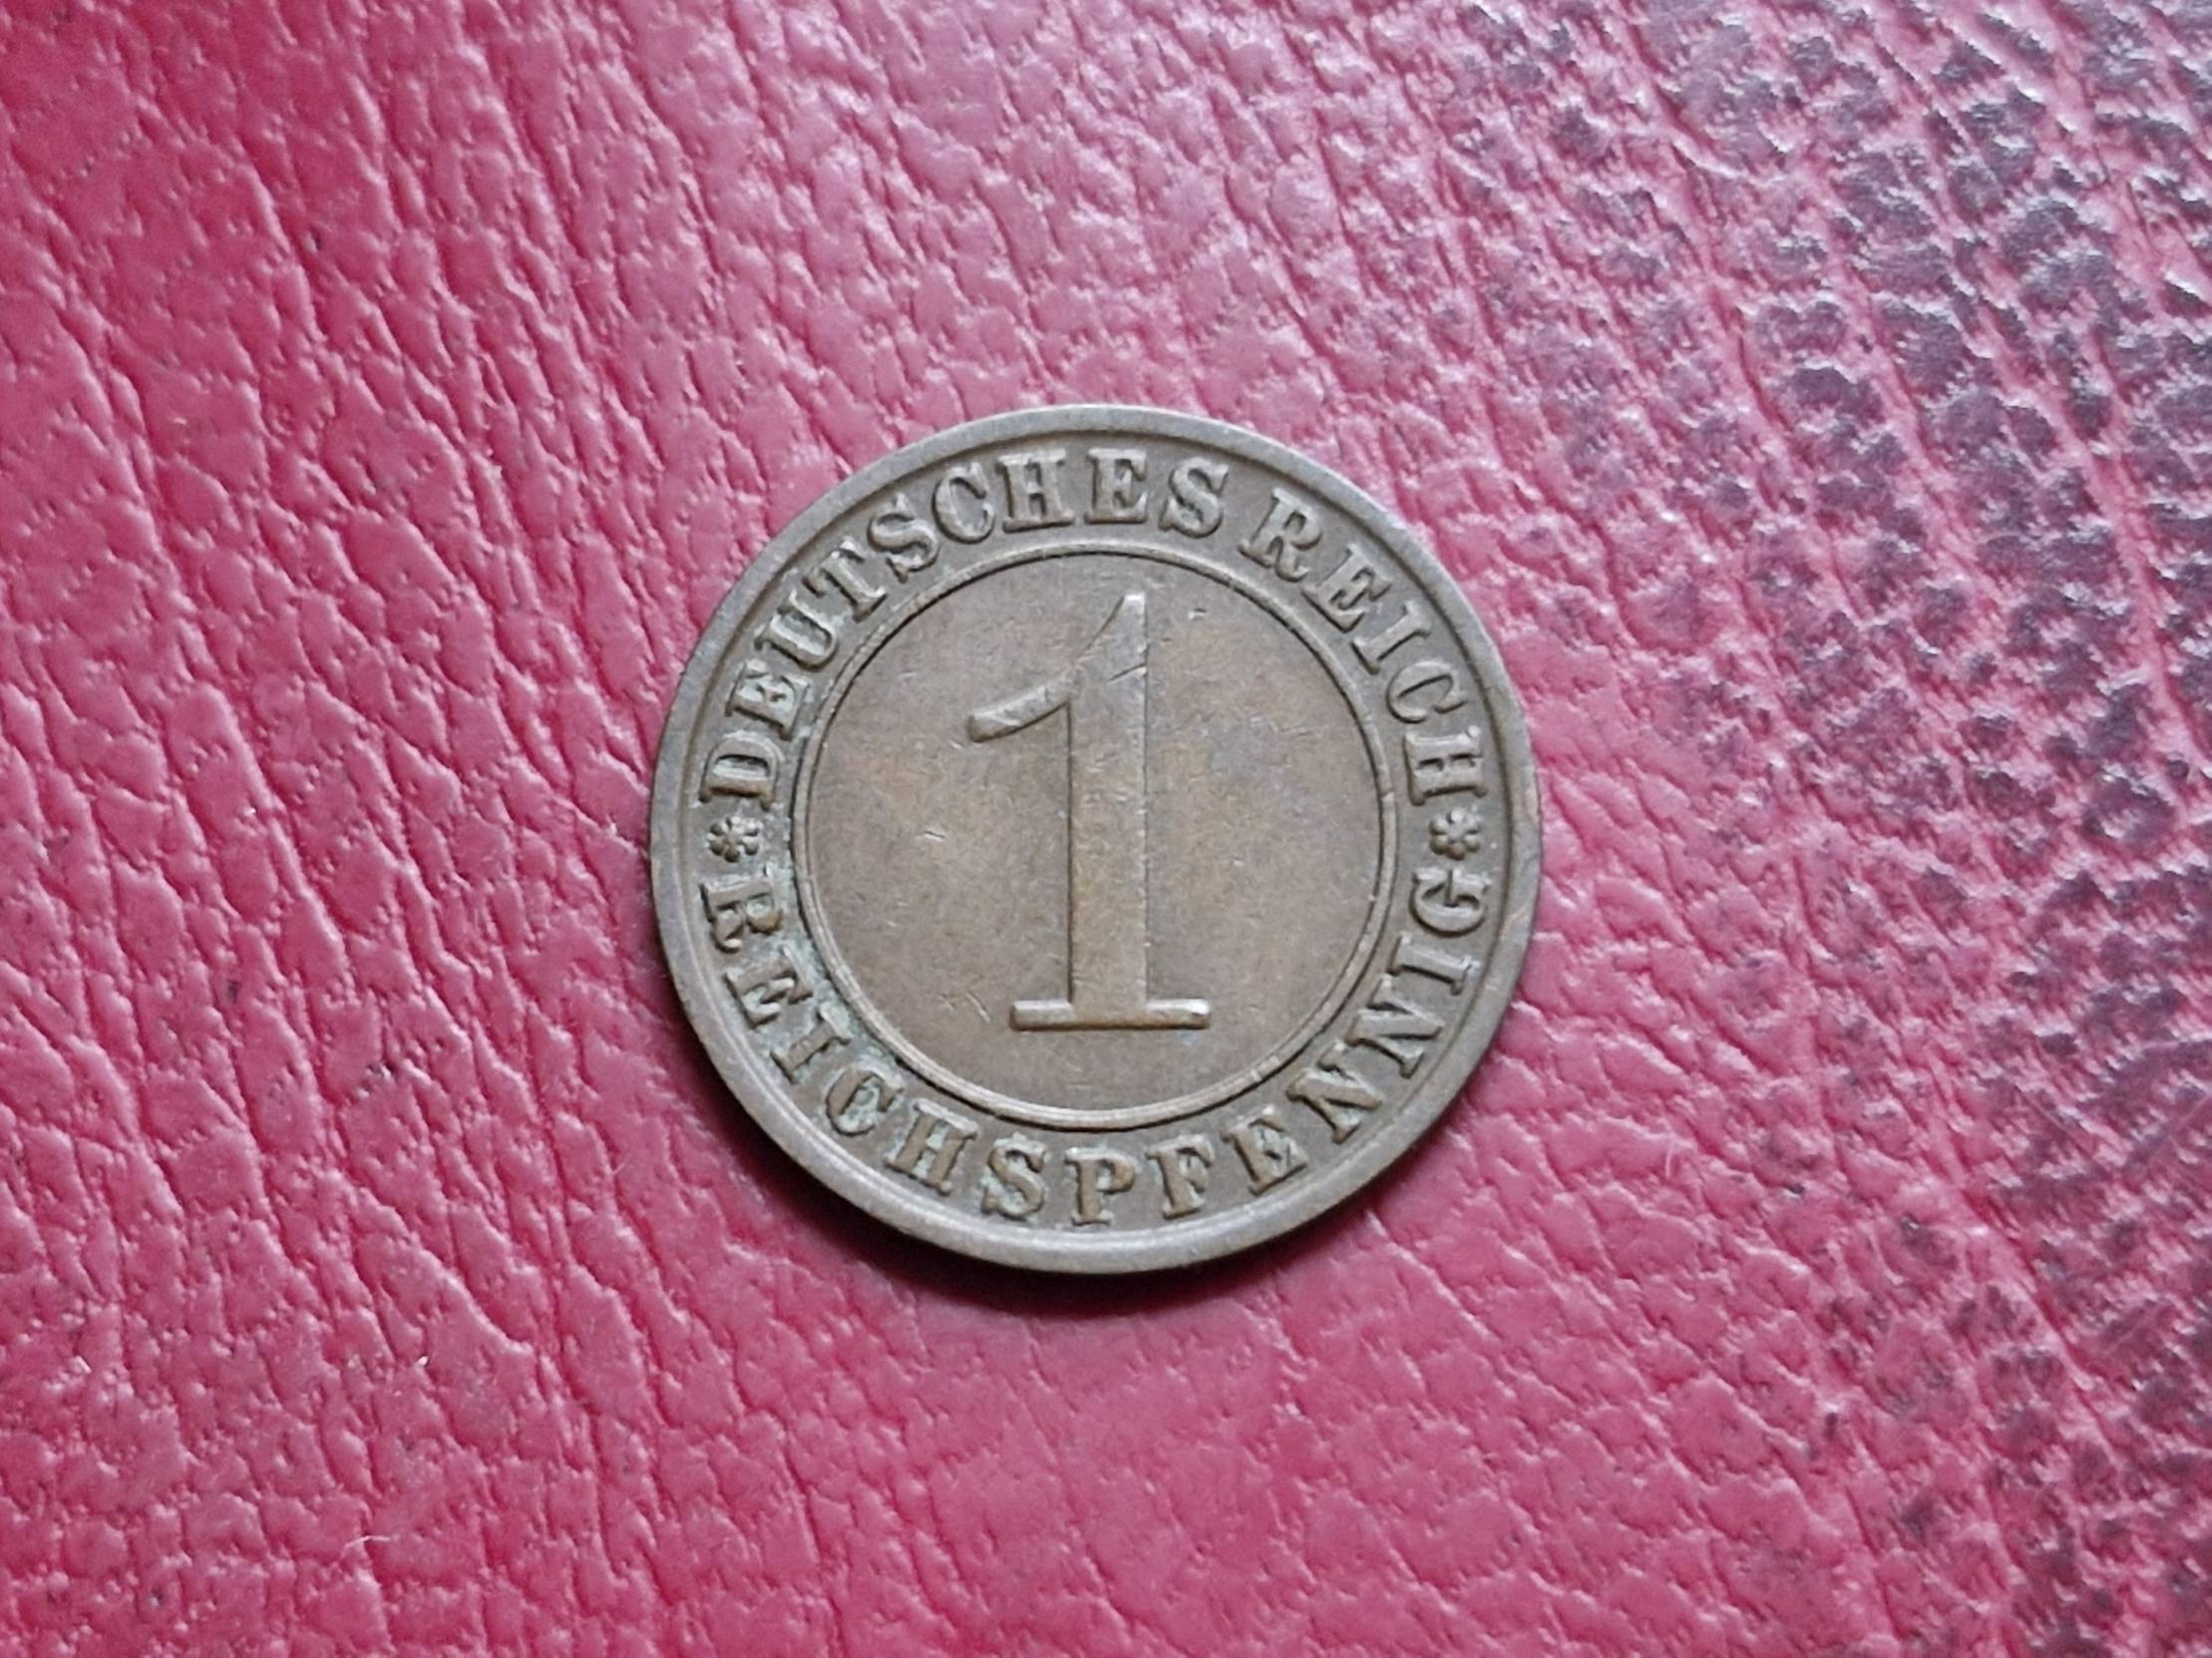 DEUTSCHES REICH
1
REICHSPFENNIG